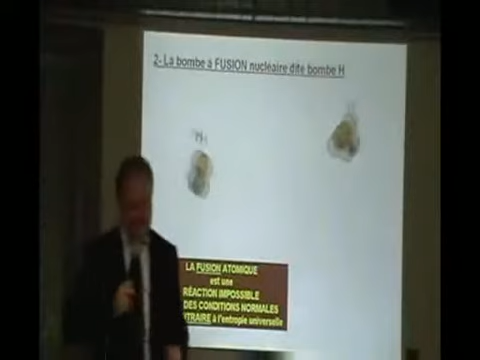 2- La bombe à FUSION nucléaire dite bombe H
LA FUSION ATOMIQUE
est une
RÉACTION IMPOSSIBLE
DES CONDITIONS NORMALES
à l'entropie universelle